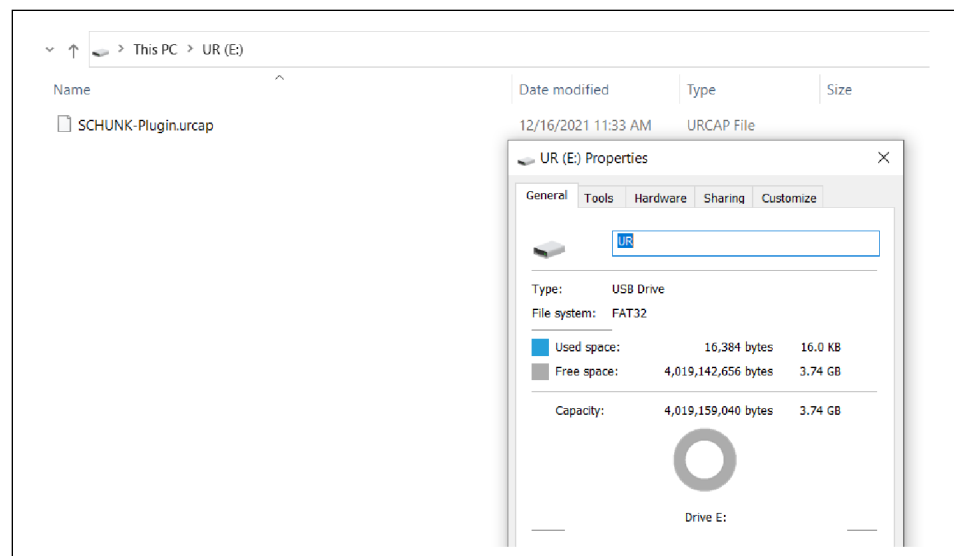 This PC > UR (E:)
Name Date modified Type Size
SCHUNK-Plugin.urcap 12/16/2021 11:33 AM URCAP File
UR (E:) Properties
General Tools Hardware Sharing Customize
UR
Type: USB Drive
File system: FAT32
Used space: 16,384 bytes 16.0 KB
Free space: 4,019,142,656 bytes 3.74 GB
Capacity: 4,019,159,040 bytes 3.74 GB
Drive E: